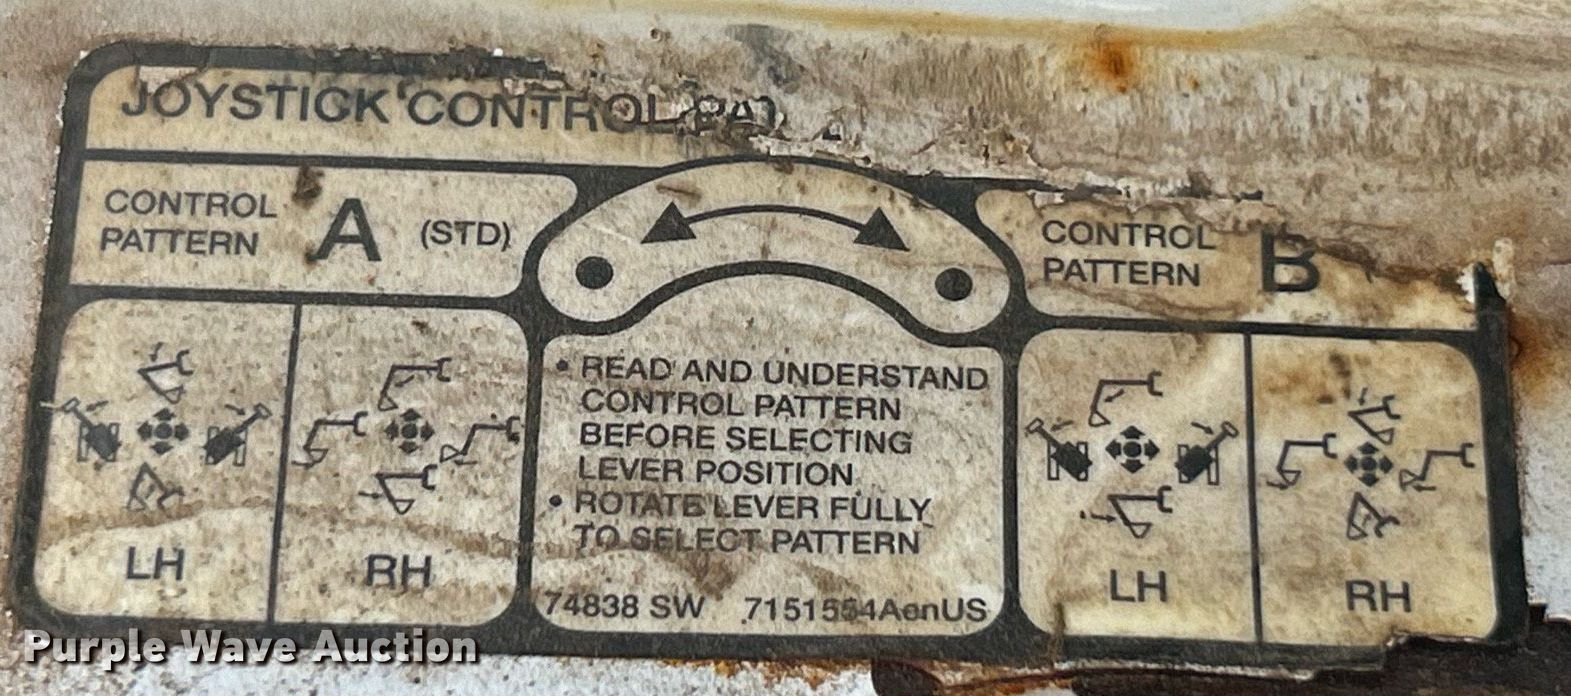 JOYSTICK CONTROL
CONTROL
PATTERN
A
(STD)
CONTROL
PATTERN
B
• READ AND UNDERSTAND
CONTROL PATTERN
BEFORE SELECTING
LEVER POSITION
• ROTATE LEVER FULLY
TO SELECT PATTERN
LH
RH
LH
RH
74838 SW
7151554AenUS
Purple Wave Auction